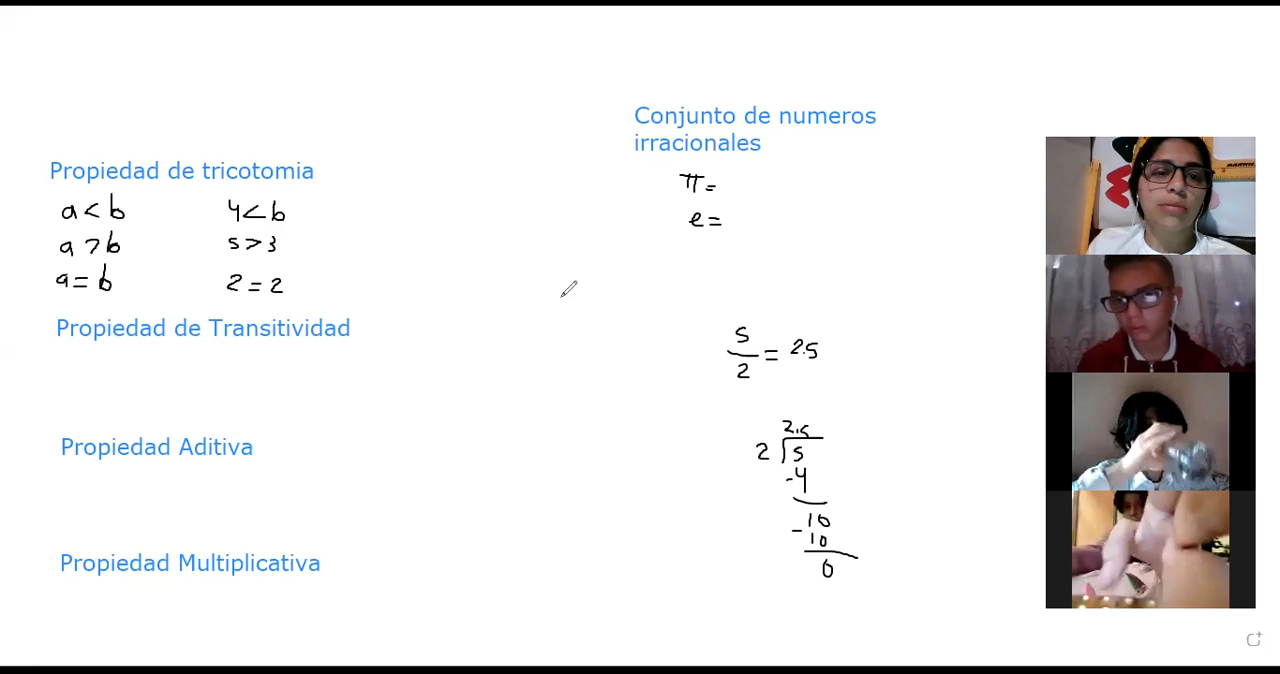 Propiedad de tricotomia
a < b 4 < b
a > b 5 > 3
a = b 2 = 2
Propiedad de Transitividad
Propiedad Aditiva
Propiedad Multiplicativa
Conjunto de numeros
irracionales
π =
e =
5
2
= 2.5
2.5
2 5
-4
10
-10
0